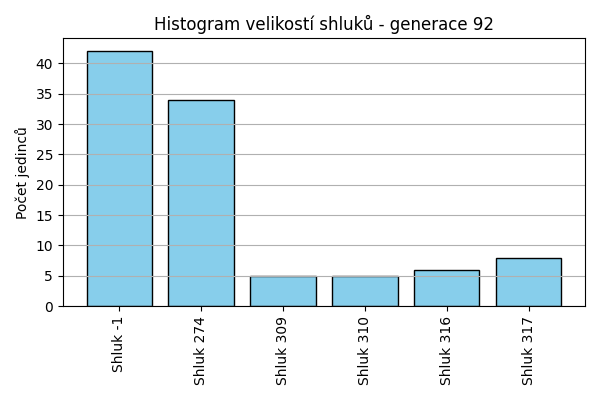 Histogram velikostí shluků - generace 92
Počet jedinců
40
35
30
25
20
15
10
5
0
Shluk -1
Shluk 274
Shluk 309
Shluk 310
Shluk 316
Shluk 317